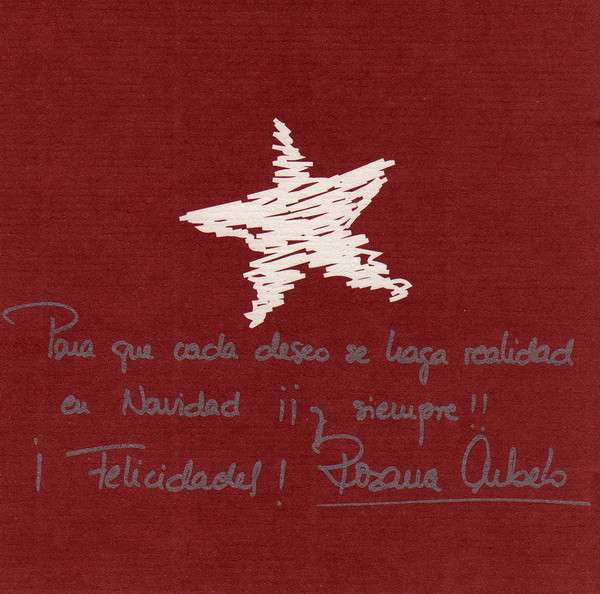 Para que cada deseo se haga realidad
en Navidad ¡¡y siempre!!
¡Felicidades! Rosana Arbelo